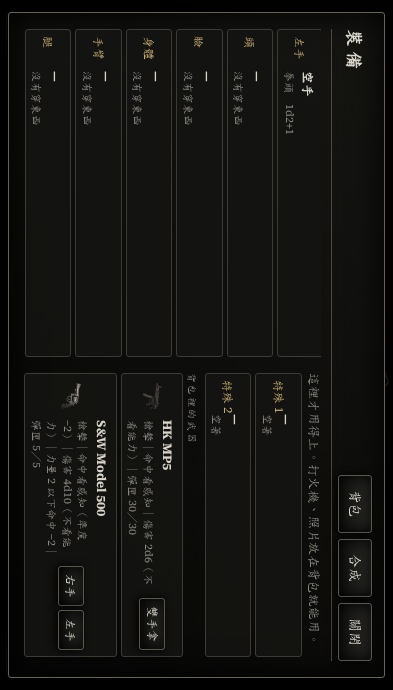 裝備
背包
合成
關閉
左手
空手
拳頭 1d2+1
頭
—
沒有穿東西
臉
—
沒有穿東西
身體
—
沒有穿東西
手臂
—
沒有穿東西
腿
—
沒有穿東西
這裡才用得上。打火機、照片放在背包就能用。
特殊 1
—
空著
特殊 2
—
空著
背包裡的武器
HK MP5
槍擊｜命中看感知｜傷害 2d6（不
看能力）｜彈匣 30／30
雙手拿
S&W Model 500
槍擊｜命中看感知（準度
−2）｜傷害 4d10（不看能
力）｜力量 2 以下命中 −2｜
彈匣 5／5
右手
左手